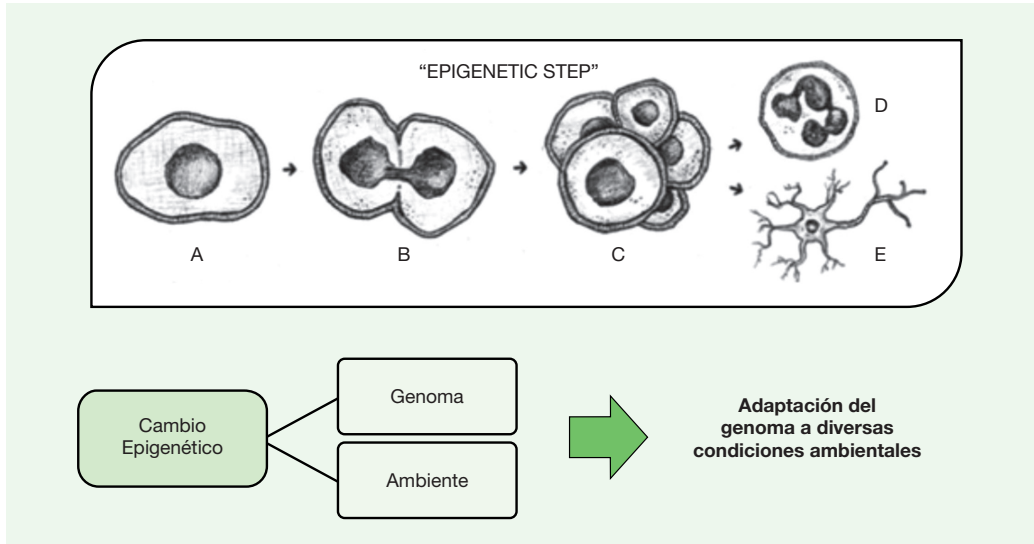 “EPIGENETIC STEP”
D
A
B
C
E
Cambio
Epigenético
Genoma
Ambiente
Adaptación del
genoma a diversas
condiciones ambientales